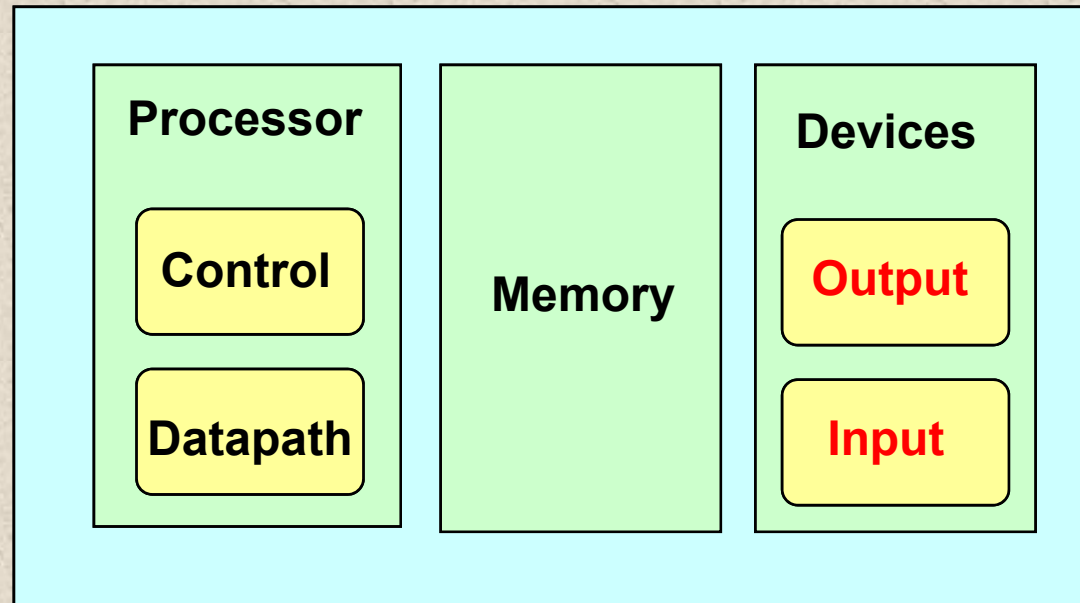 Processor
Control
Datapath
Memory
Devices
Output
Input